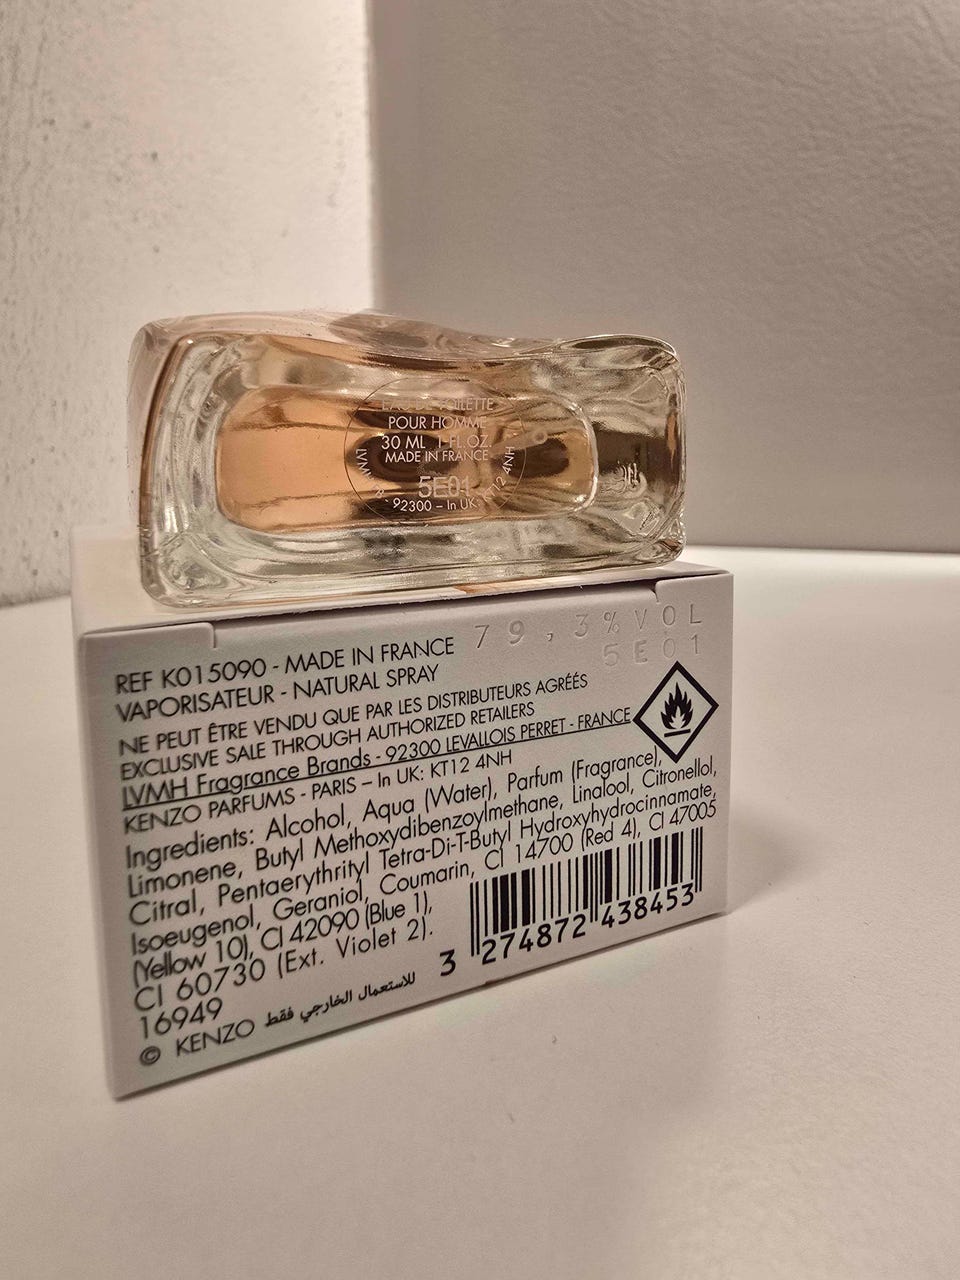 EAU DE TOILETTE
POUR HOMME
30 ML 1 FL.OZ.
MADE IN FRANCE
5E01
92300 – In UK: KT12 4NH
79,3%VOL
5E01
REF K015090 - MADE IN FRANCE
VAPORISATEUR - NATURAL SPRAY
NE PEUT ÊTRE VENDU QUE PAR LES DISTRIBUTEURS AGRÉÉS
EXCLUSIVE SALE THROUGH AUTHORIZED RETAILERS
LVMH Fragrance Brands - 92300 LEVALLOIS PERRET - FRANCE
KENZO PARFUMS - PARIS – In UK: KT12 4NH
Ingredients: Alcohol, Aqua (Water), Parfum (Fragrance),
Limonene, Butyl Methoxydibenzoylmethane, Linalool, Citronellol,
Citral, Pentaerythrityl Tetra-Di-T-Butyl Hydroxyhydrocinnamate,
Isoeugenol, Geraniol, Coumarin, CI 14700 (Red 4), CI 47005
(Yellow 10), CI 42090 (Blue 1),
CI 60730 (Ext. Violet 2).
16949
© KENZO للاستعمال الخارجي فقط
3 274872 438453